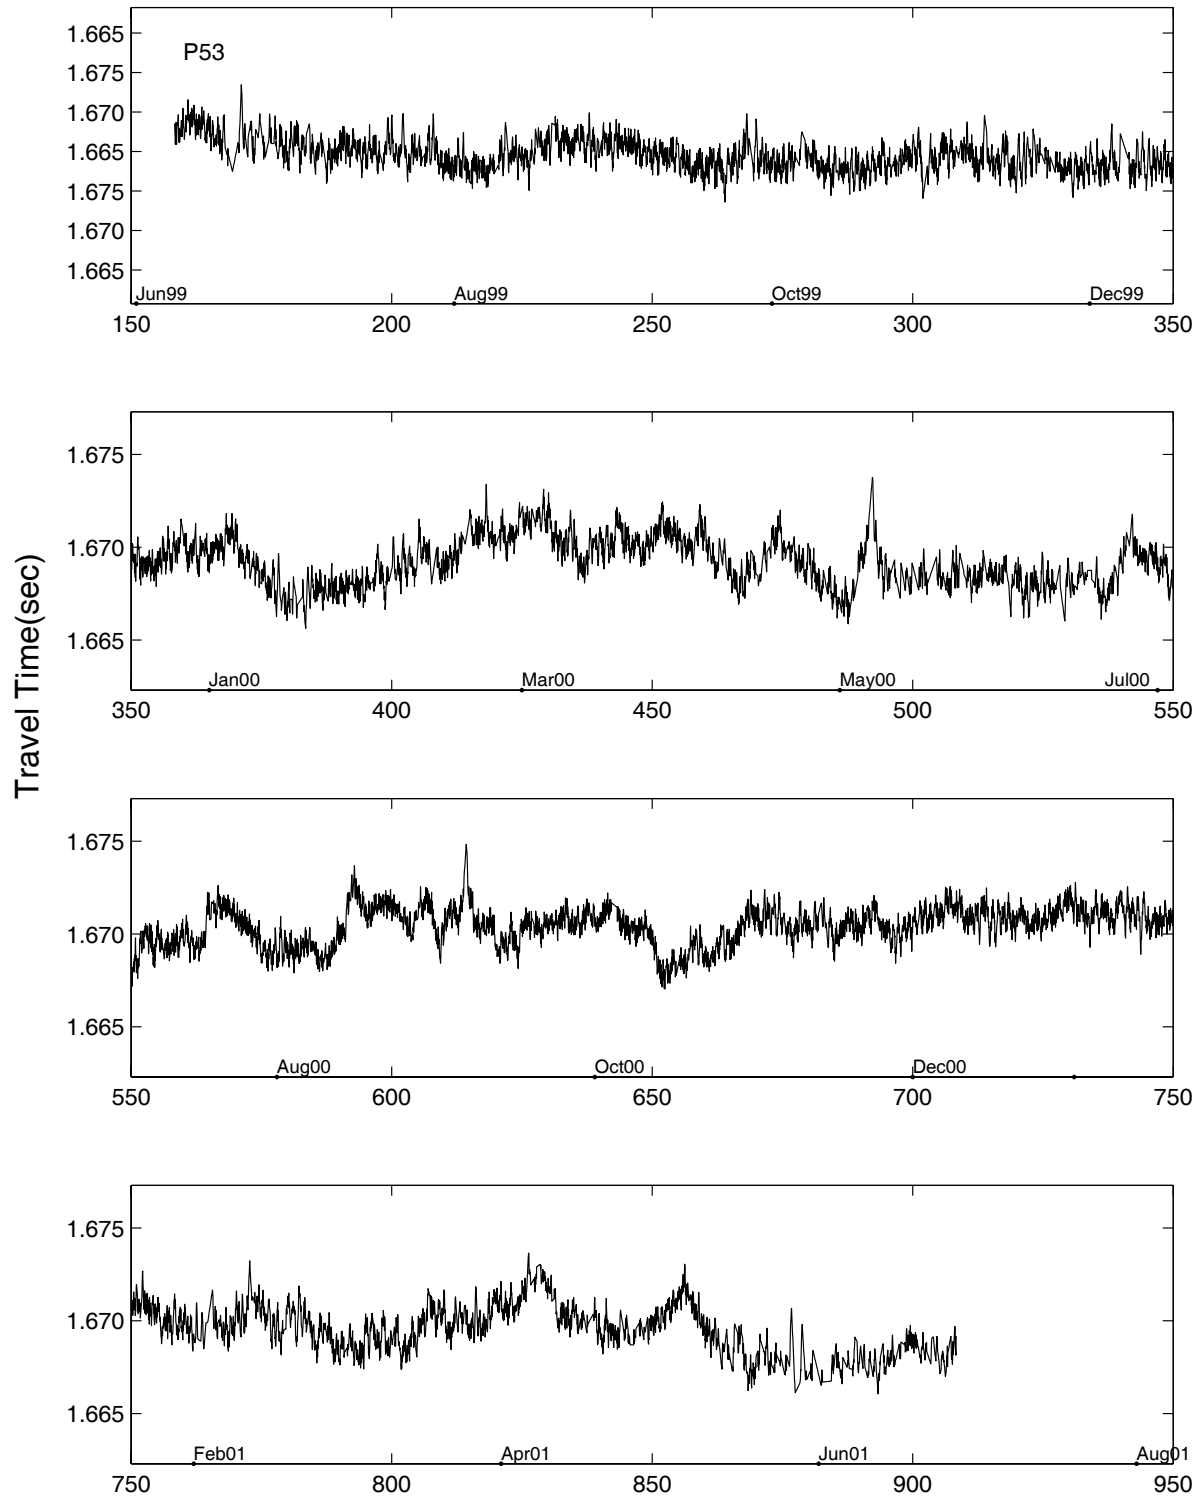 1.665
P53
1.675
1.670
1.665
1.675
1.670
1.665
Jun99 Aug99 Oct99 Dec99
150 200 250 300 350
Travel Time(sec)
1.675
1.670
1.665
Jan00 Mar00 May00 Jul00
350 400 450 500 550
1.675
1.670
1.665
Aug00 Oct00 Dec00
550 600 650 700 750
1.675
1.670
1.665
Feb01 Apr01 Jun01 Aug01
750 800 850 900 950